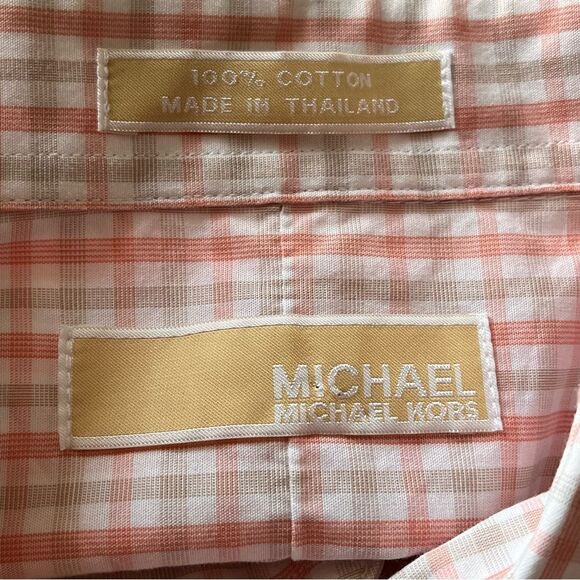 100% COTTON
MADE IN THAILAND
MICHAEL
MICHAEL KORS